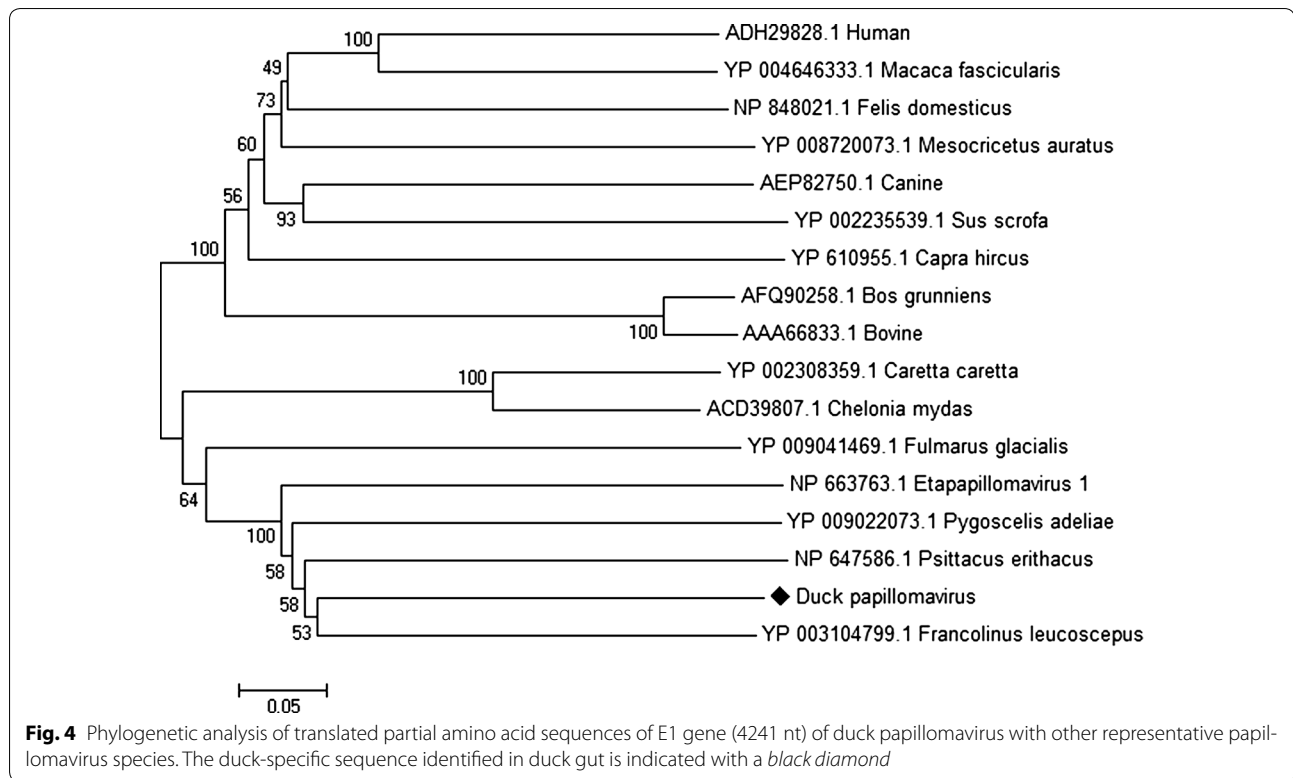 100
ADH29828.1 Human
49
YP 004646333.1 Macaca fascicularis
73
NP 848021.1 Felis domesticus
60
YP 008720073.1 Mesocricetus auratus
56
AEP82750.1 Canine
93
YP 002235539.1 Sus scrofa
100
YP 610955.1 Capra hircus
AFQ90258.1 Bos grunniens
100
AAA66833.1 Bovine
100
YP 002308359.1 Caretta caretta
ACD39807.1 Chelonia mydas
YP 009041469.1 Fulmarus glacialis
64
NP 663763.1 Etapapillomavirus 1
100
YP 009022073.1 Pygoscelis adeliae
58
NP 647586.1 Psittacus erithacus
58
Duck papillomavirus
53
YP 003104799.1 Francolinus leucoscepus
0.05
Fig. 4 Phylogenetic analysis of translated partial amino acid sequences of E1 gene (4241 nt) of duck papillomavirus with other representative papil-
lomavirus species. The duck-specific sequence identified in duck gut is indicated with a black diamond